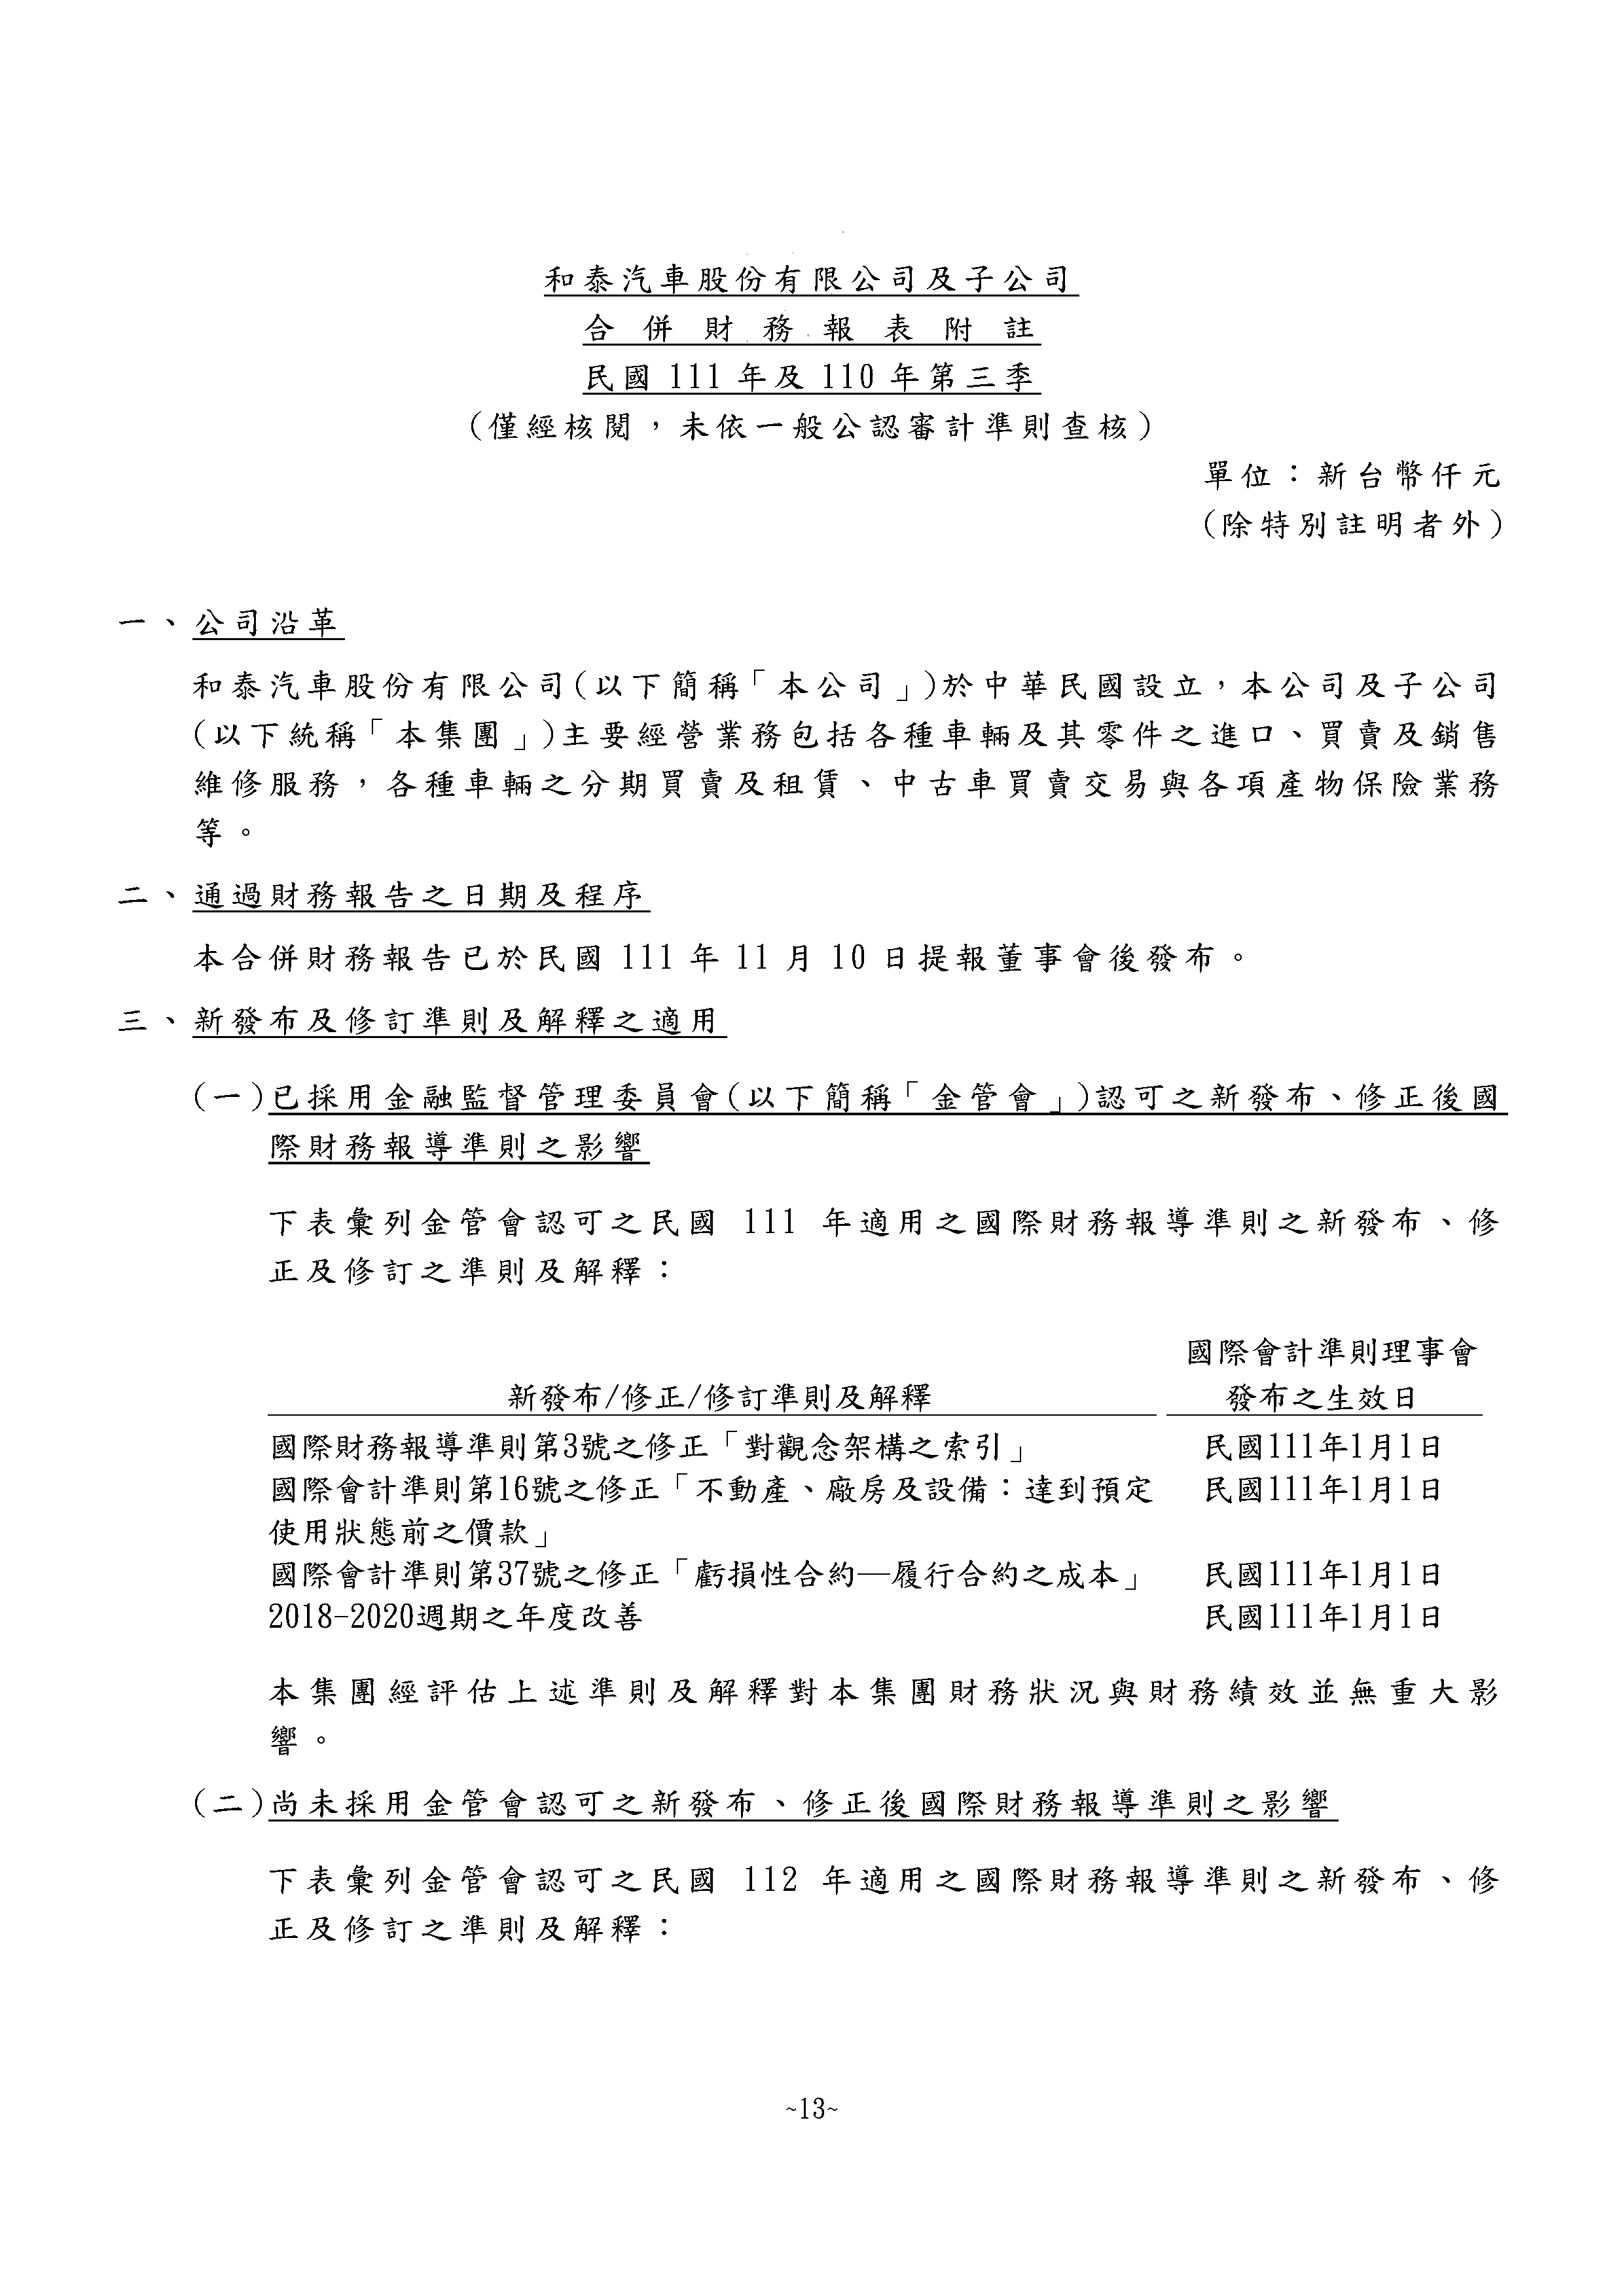 和泰汽車股份有限公司及子公司
合併財務報表附註
民國 111 年及 110 年第三季
(僅經核閱，未依一般公認審計準則查核)
單位：新台幣仟元
(除特別註明者外)
一、公司沿革
和泰汽車股份有限公司(以下簡稱「本公司」)於中華民國設立，本公司及子公司
(以下統稱「本集團」)主要經營業務包括各種車輛及其零件之進口、買賣及銷售
維修服務，各種車輛之分期買賣及租賃、中古車買賣交易與各項產物保險業務
等。
二、通過財務報告之日期及程序
本合併財務報告已於民國 111 年 11 月 10 日提報董事會後發布。
三、新發布及修訂準則及解釋之適用
(一)已採用金融監督管理委員會(以下簡稱「金管會」)認可之新發布、修正後國
際財務報導準則之影響
下表彙列金管會認可之民國 111 年適用之國際財務報導準則之新發布、修
正及修訂之準則及解釋：
國際會計準則理事會
新發布/修正/修訂準則及解釋 發布之生效日
國際財務報導準則第3號之修正「對觀念架構之索引」 民國111年1月1日
國際會計準則第16號之修正「不動產、廠房及設備：達到預定 民國111年1月1日
使用狀態前之價款」
國際會計準則第37號之修正「虧損性合約—履行合約之成本」 民國111年1月1日
2018-2020週期之年度改善 民國111年1月1日
本集團經評估上述準則及解釋對本集團財務狀況與財務績效並無重大影
響。
(二)尚未採用金管會認可之新發布、修正後國際財務報導準則之影響
下表彙列金管會認可之民國 112 年適用之國際財務報導準則之新發布、修
正及修訂之準則及解釋：
~13~